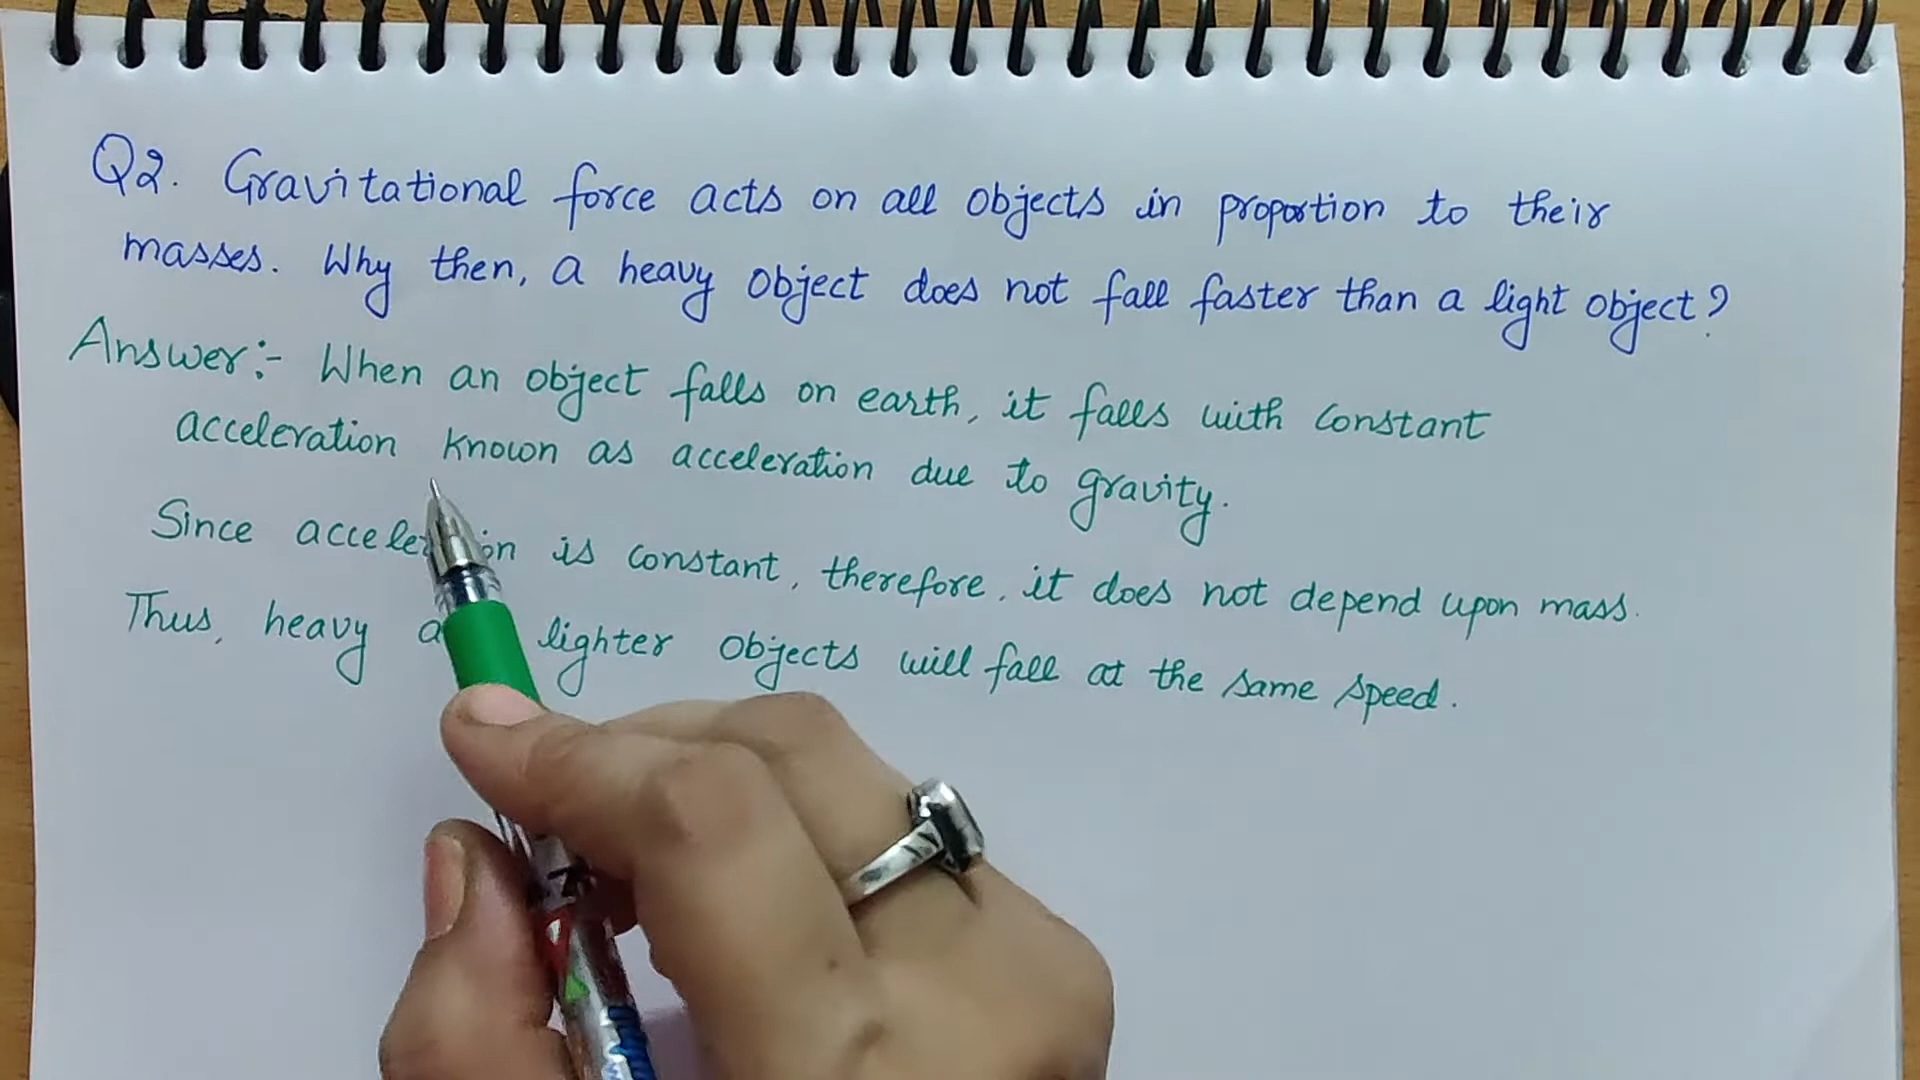 Q2. Gravitational force acts on all objects in proportion to their
masses. Why then, a heavy object does not fall faster than a light object?
Answer:- When an object falls on earth, it falls with constant
acceleration known as acceleration due to gravity.
Since is constant, therefore, it does not depend upon mass.
Thus, heavy lighter objects will fall at the same speed.